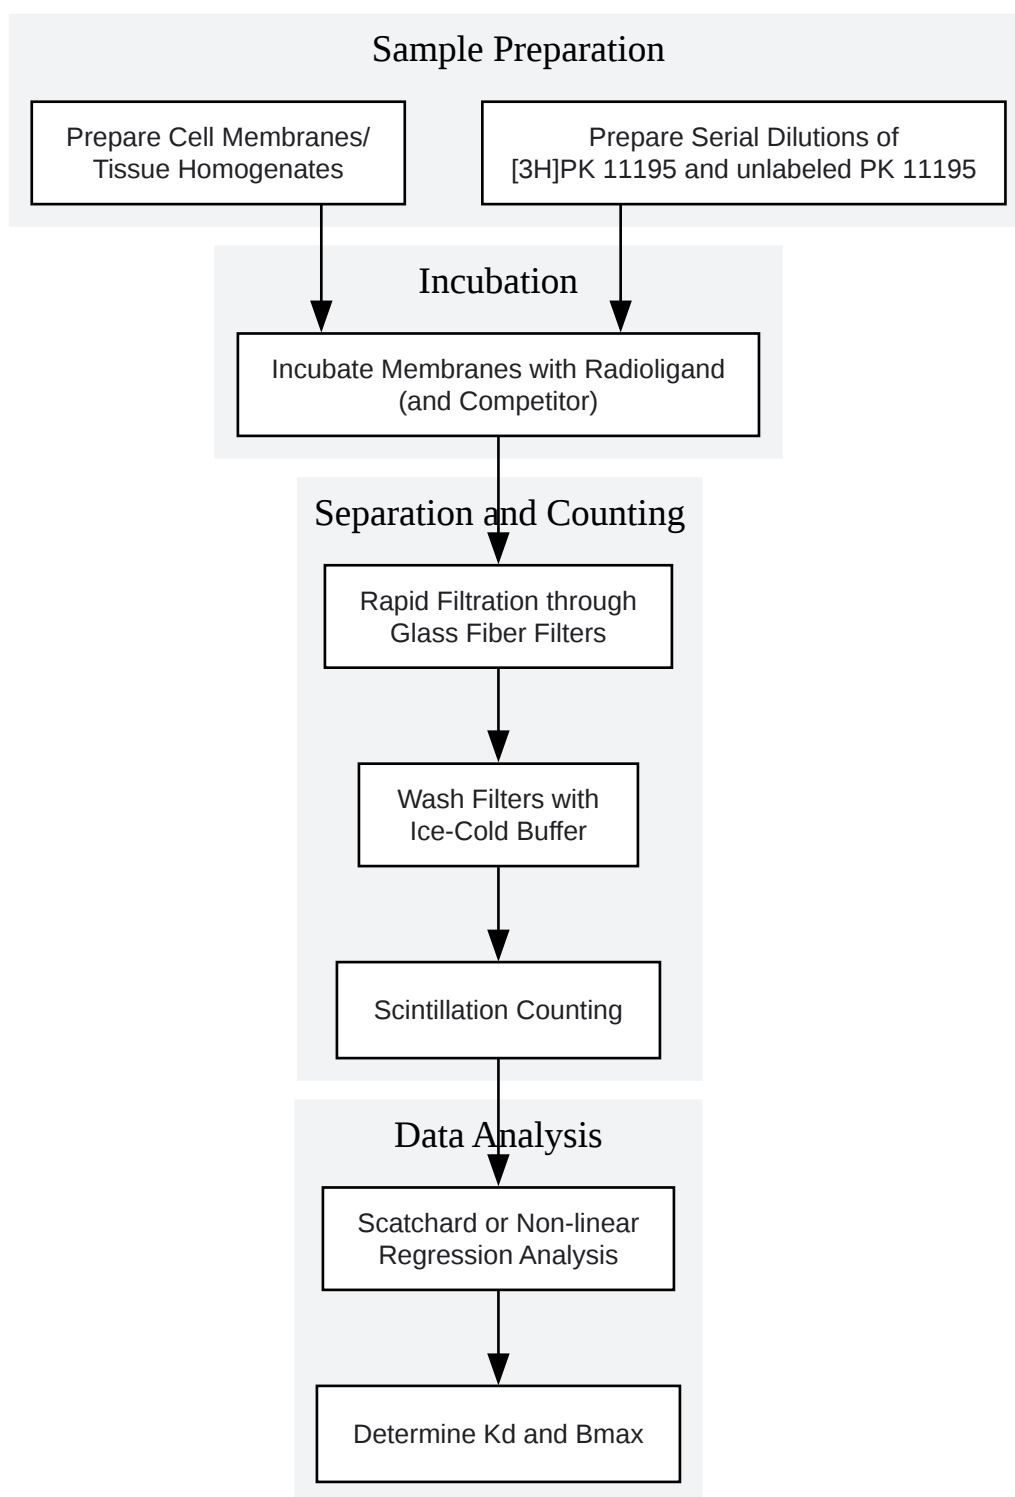 Sample Preparation
Prepare Cell Membranes/
Tissue Homogenates
Prepare Serial Dilutions of
[3H]PK 11195 and unlabeled PK 11195
Incubation
Incubate Membranes with Radioligand
(and Competitor)
Separation and Counting
Rapid Filtration through
Glass Fiber Filters
Wash Filters with
Ice-Cold Buffer
Scintillation Counting
Data Analysis
Scatchard or Non-linear
Regression Analysis
Determine Kd and Bmax